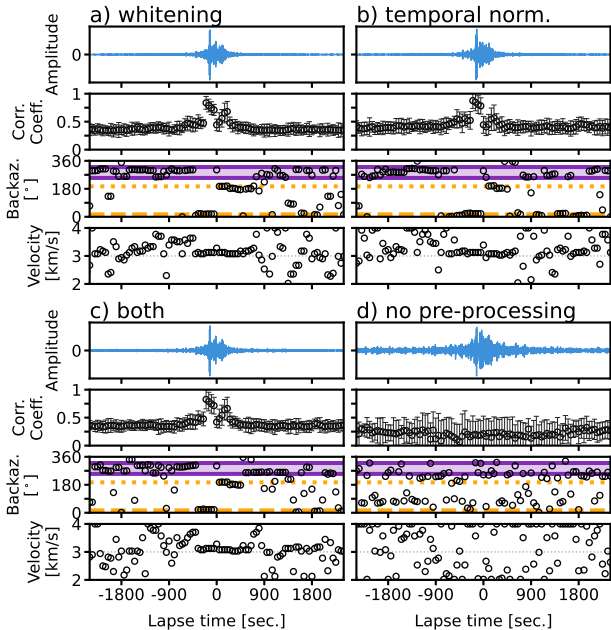 a) whitening
b) temporal norm.
Amplitude
0
Corr.
Coeff.
1
0.5
0
Backaz.
[°]
360
180
0
Velocity
[km/s]
4
3
2
c) both
d) no pre-processing
Amplitude
0
Corr.
Coeff.
1
0.5
0
Backaz.
[°]
360
180
0
Velocity
[km/s]
4
3
2
-1800 -900 0 900 1800
-1800 -900 0 900 1800
Lapse time [sec.]
Lapse time [sec.]